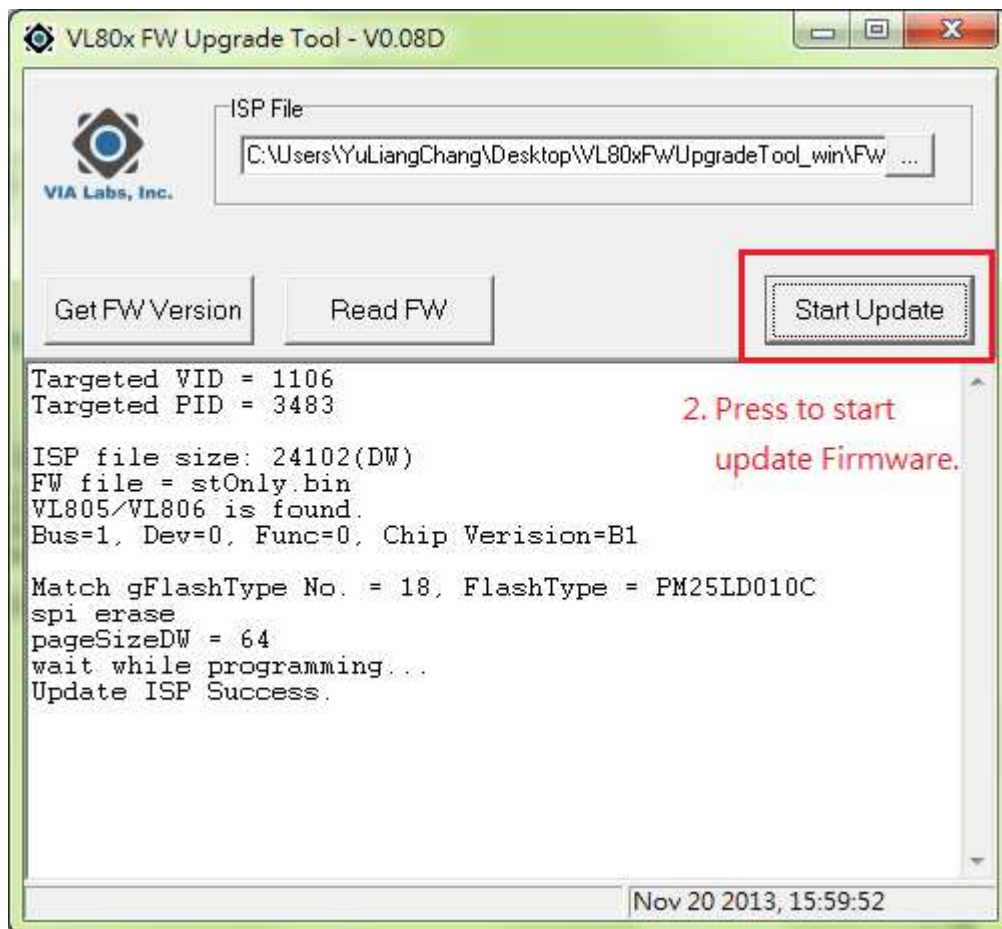 VL80x FW Upgrade Tool - V0.08D
ISP File
C:\Users\YuLiangChang\Desktop\VL80xFWUpgradeTool_win\FW
...
VIA Labs, Inc.
Get FW Version
Read FW
Start Update
Targeted VID = 1106
Targeted PID = 3483
2. Press to start
update Firmware.
ISP file size: 24102(DW)
FW file = stOnly.bin
VL805/VL806 is found.
Bus=1, Dev=0, Func=0, Chip Verision=B1
Match gFlashType No. = 18, FlashType = PM25LD010C
spi erase
pageSizeDW = 64
wait while programming...
Update ISP Success.
Nov 20 2013, 15:59:52